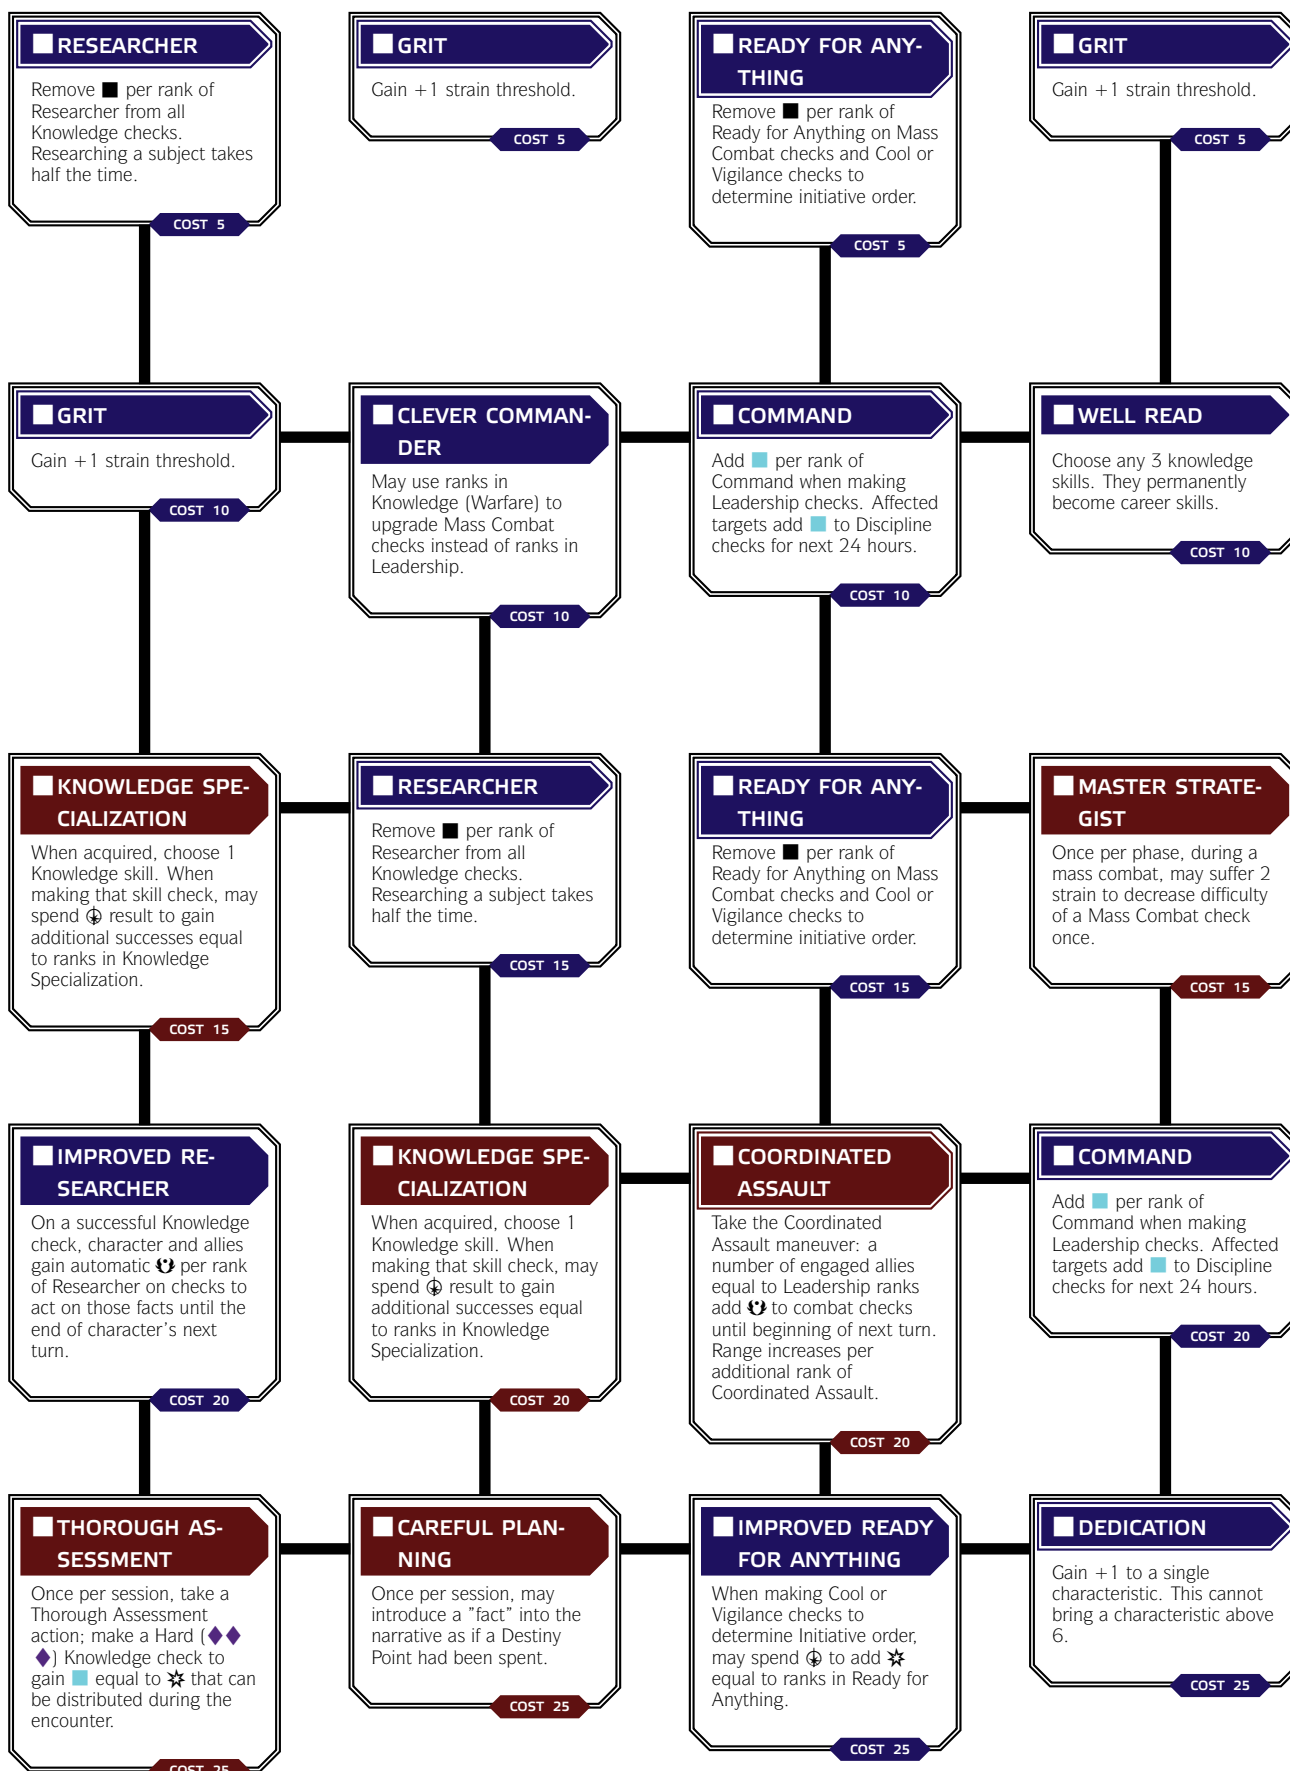 RESEARCHER
Remove ■ per rank of
Researcher from all
Knowledge checks.
Researching a subject takes
half the time.
COST 5
GRIT
Gain +1 strain threshold.
COST 5
READY FOR ANY-
THING
Remove ■ per rank of
Ready for Anything on Mass
Combat checks and Cool or
Vigilance checks to
determine initiative order.
COST 5
GRIT
Gain +1 strain threshold.
COST 5
GRIT
Gain +1 strain threshold.
COST 10
CLEVER COMMAN-
DER
May use ranks in
Knowledge (Warfare) to
upgrade Mass Combat
checks instead of ranks in
Leadership.
COST 10
COMMAND
Add ■ per rank of
Command when making
Leadership checks. Affected
targets add ■ to Discipline
checks for next 24 hours.
COST 10
WELL READ
Choose any 3 knowledge
skills. They permanently
become career skills.
COST 10
KNOWLEDGE SPE-
CIALIZATION
When acquired, choose 1
Knowledge skill. When
making that skill check, may
spend result to gain
additional successes equal
to ranks in Knowledge
Specialization.
COST 15
RESEARCHER
Remove ■ per rank of
Researcher from all
Knowledge checks.
Researching a subject takes
half the time.
COST 15
READY FOR ANY-
THING
Remove ■ per rank of
Ready for Anything on Mass
Combat checks and Cool or
Vigilance checks to
determine initiative order.
COST 15
MASTER STRATE-
GIST
Once per phase, during a
mass combat, may suffer 2
strain to decrease difficulty
of a Mass Combat check
once.
COST 15
IMPROVED RE-
SEARCHER
On a successful Knowledge
check, character and allies
gain automatic per rank
of Researcher on checks to
act on those facts until the
end of character's next
turn.
COST 20
KNOWLEDGE SPE-
CIALIZATION
When acquired, choose 1
Knowledge skill. When
making that skill check, may
spend result to gain
additional successes equal
to ranks in Knowledge
Specialization.
COST 20
COORDINATED
ASSAULT
Take the Coordinated
Assault maneuver: a
number of engaged allies
equal to Leadership ranks
add to combat checks
until beginning of next turn.
Range increases per
additional rank of
Coordinated Assault.
COST 20
COMMAND
Add ■ per rank of
Command when making
Leadership checks. Affected
targets add ■ to Discipline
checks for next 24 hours.
COST 20
THOROUGH AS-
SESSMENT
Once per session, take a
Thorough Assessment
action; make a Hard (◆◆
◆) Knowledge check to
gain ■ equal to that can
be distributed during the
encounter.
COST 25
CAREFUL PLAN-
NING
Once per session, may
introduce a "fact" into the
narrative as if a Destiny
Point had been spent.
COST 25
IMPROVED READY
FOR ANYTHING
When making Cool or
Vigilance checks to
determine Initiative order,
may spend to add
equal to ranks in Ready for
Anything.
COST 25
DEDICATION
Gain +1 to a single
characteristic. This cannot
bring a characteristic above
6.
COST 25